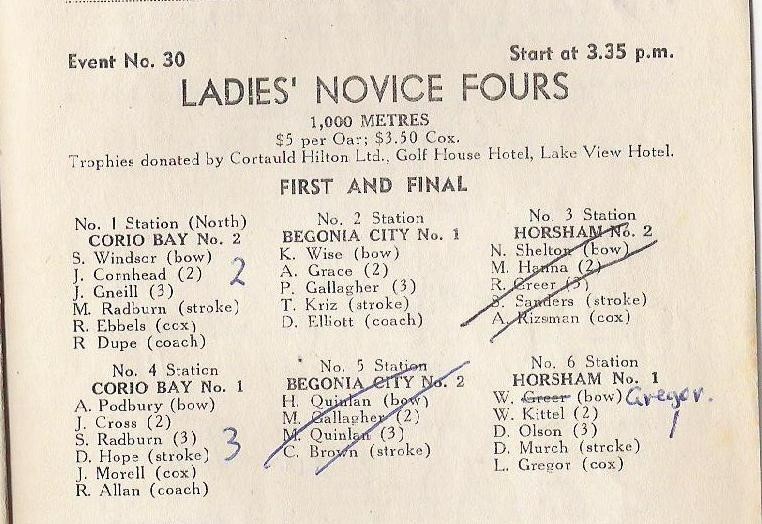 Event No. 30
Start at 3.35 p.m.
LADIES' NOVICE FOURS
1,000 METRES
$5 per Oar; $3.50 Cox.
Trophies donated by Cortauld Hilton Ltd., Golf House Hotel, Lake View Hotel.
FIRST AND FINAL
No. 1 Station (North)
CORIO BAY No. 2
S. Windscr (bow)
J. Cornhead (2)
J. Gneill (3)
M. Radburn (stroke)
R. Ebbels (ccx)
R Dupe (coach)
2
No. 2 Station
BEGONIA CITY No. 1
K. Wise (bow)
A. Grace (2)
P. Gallagher (3)
T. Kriz (stroke)
D. Elliott (coach)
No. 3 Station
HORSHAM No. 2
N. Shelton (bow)
M. Hanna (2)
R. Greer (3)
S. Sanders (stroke)
A. Rizsman (cox)
No. 4 Station
CORIO BAY No. 1
A. Podbury (bow)
J. Cross (2)
S. Radburn (3)
D. Hope (stroke)
J. Morell (cox)
R. Allan (coach)
3
No. 5 Station
BEGONIA CITY No. 2
H. Quinlan (bow)
M. Gallagher (2)
M. Quinlan (3)
C. Brown (stroke)
No. 6 Station
HORSHAM No. 1
W. Greer (bow) Gregor.
W. Kittel (2)
D. Olson (3)
D. Murch (strcke)
L. Gregor (cox)
1